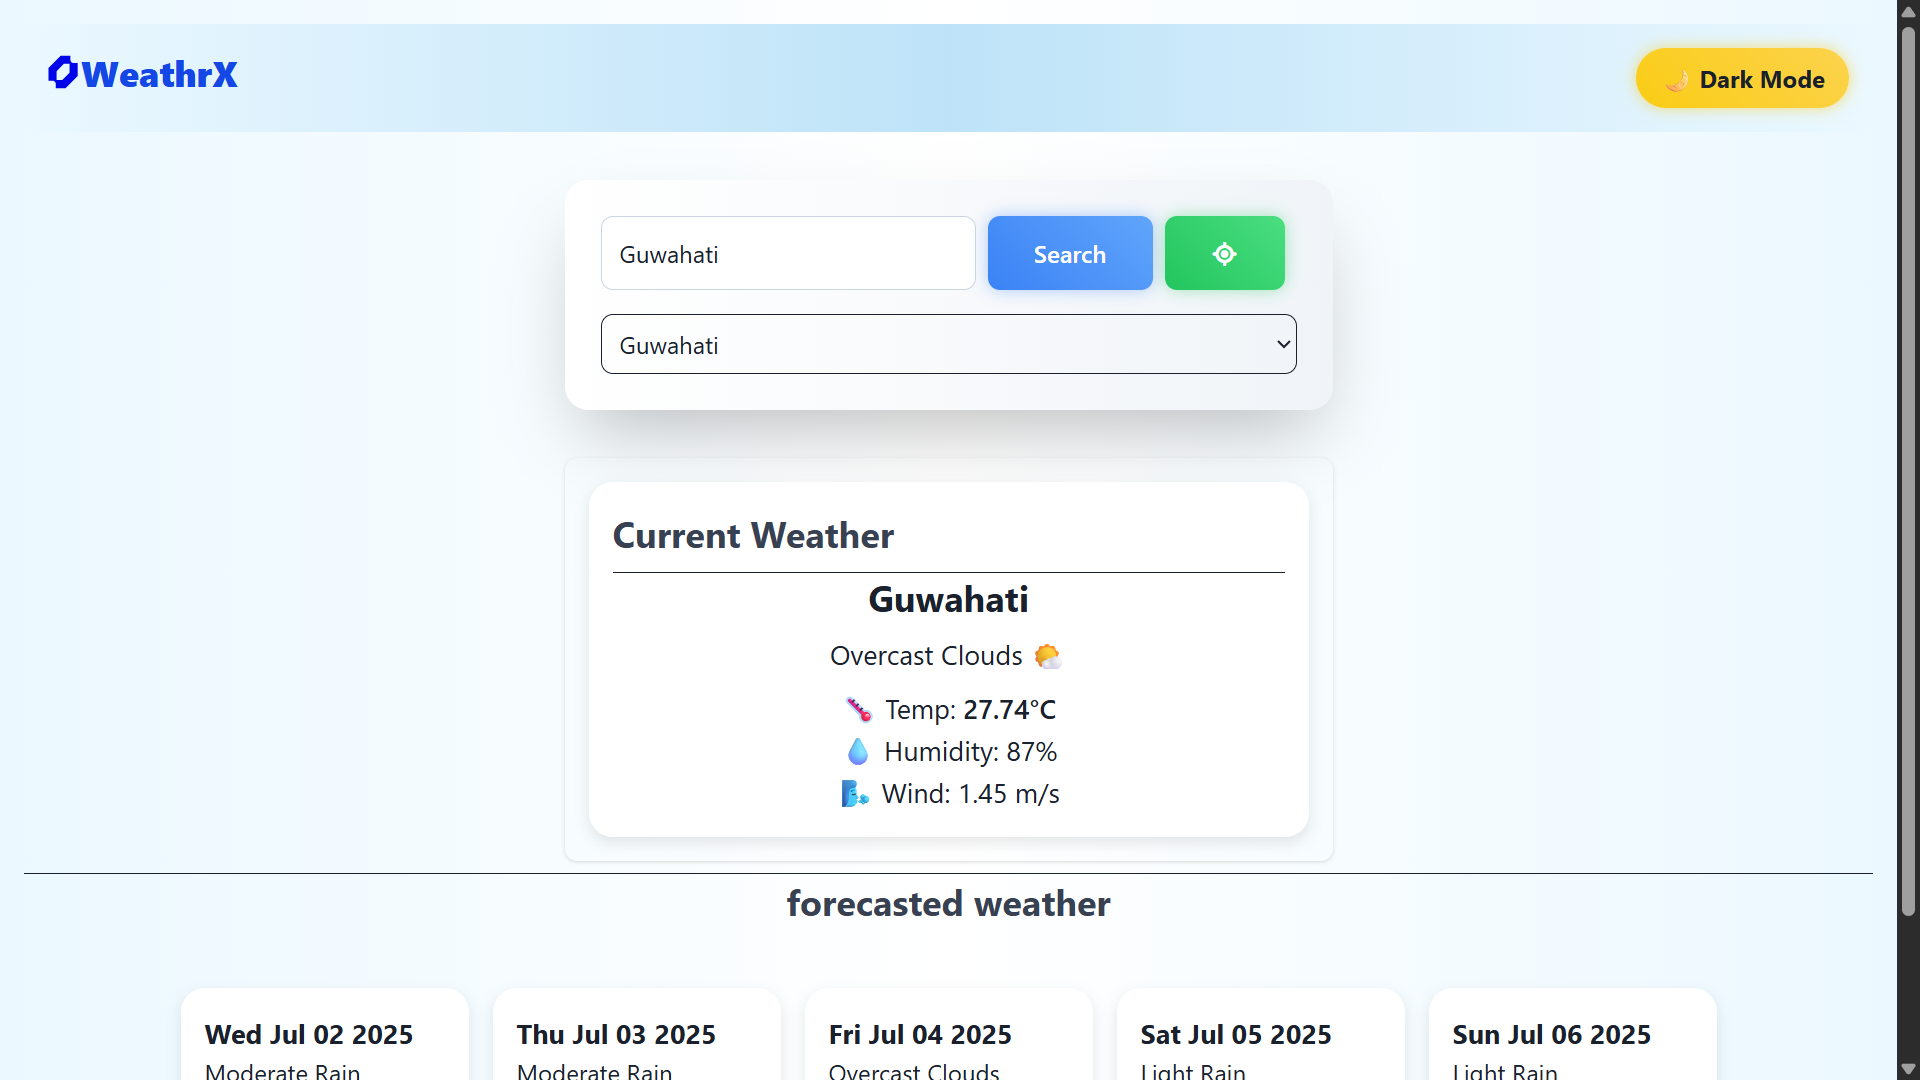 WeathrX
🌙 Dark Mode
Guwahati
Search
Guwahati
Current Weather
Guwahati
Overcast Clouds 🌤️
🌡️ Temp: 27.74°C
💧 Humidity: 87%
🌬️ Wind: 1.45 m/s
forecasted weather
Wed Jul 02 2025
Moderate Rain
Thu Jul 03 2025
Moderate Rain
Fri Jul 04 2025
Overcast Clouds
Sat Jul 05 2025
Light Rain
Sun Jul 06 2025
Light Rain